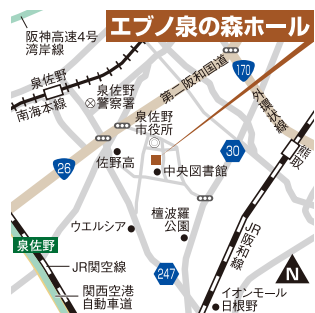 エブノ泉の森ホール
阪神高速4号
湾岸線
泉佐野
南海本線
泉佐野
警察署
第二阪和国道
170
外環状線
泉佐野
市役所
熊取
26
佐野高
30
中央図書館
ウエルシア
檀波羅
公園
JR阪和線
泉佐野
JR関空線
247
関西空港
自動車道
イオンモール
日根野
N